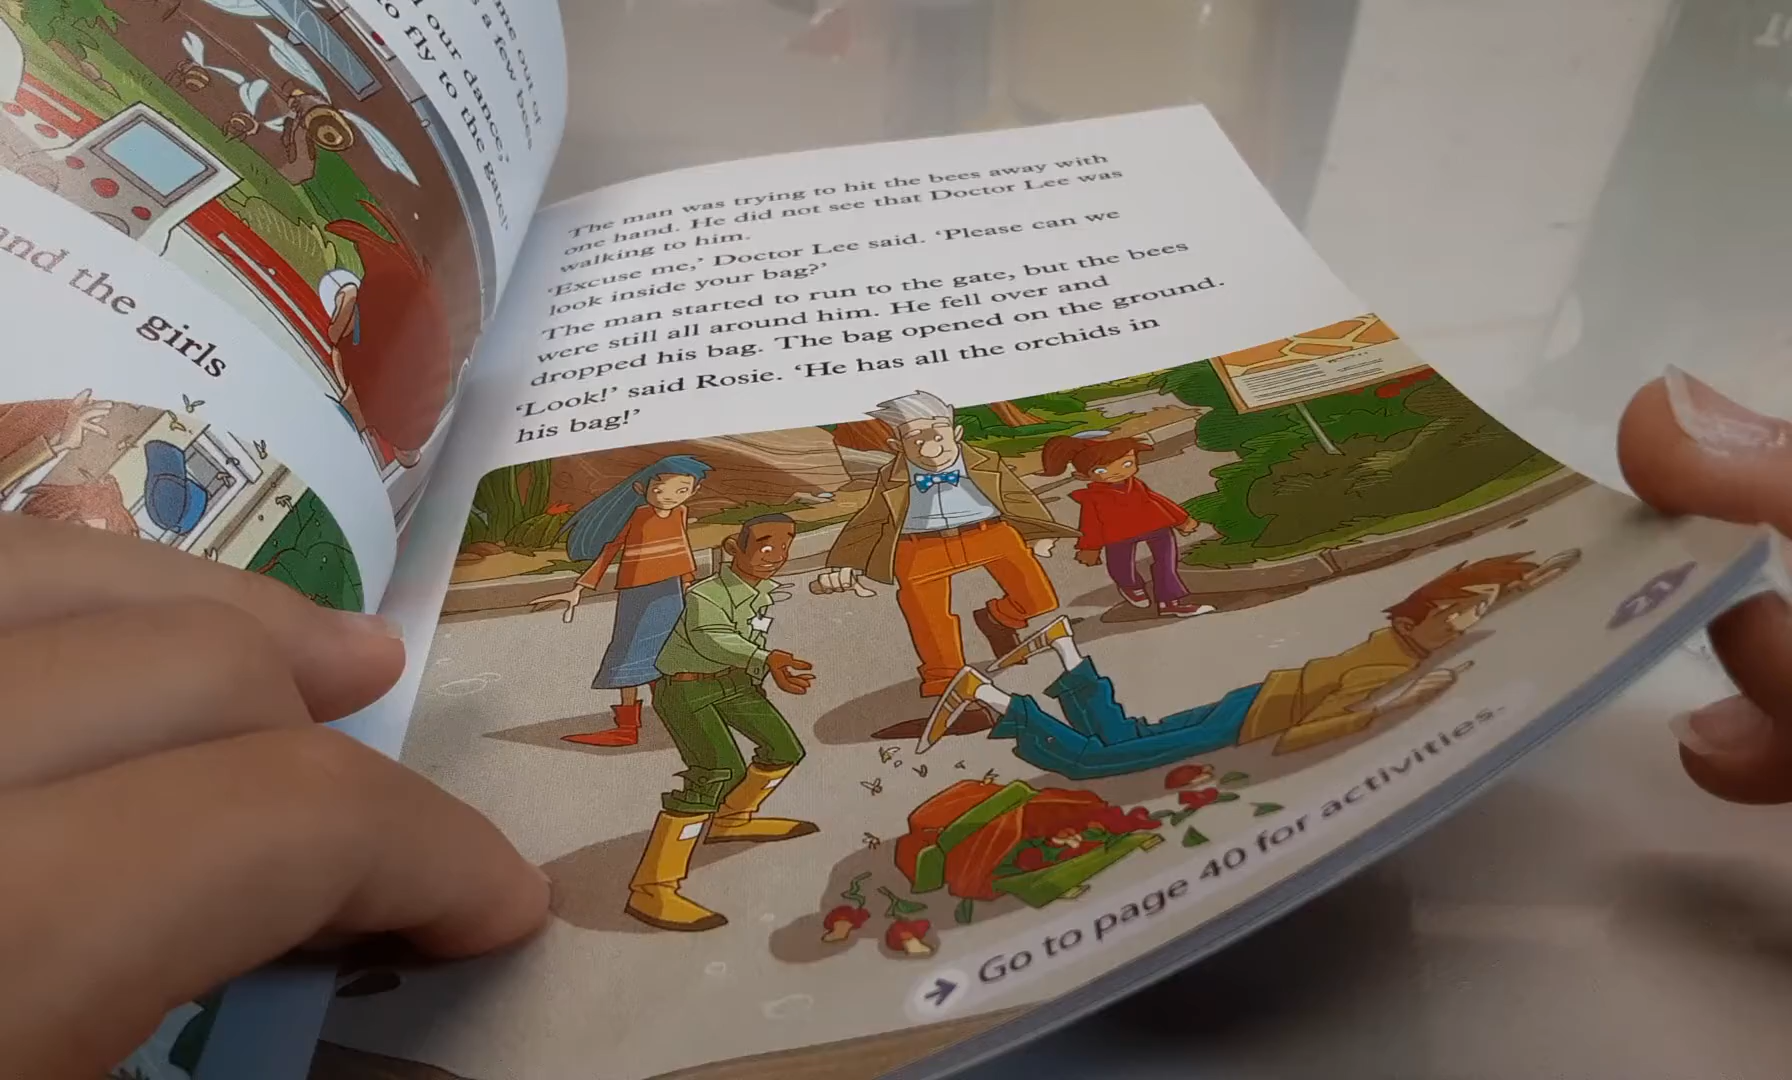 me out of
a few bees
our dance,
to fly to the gate!'
and the girls
The man was trying to hit the bees away with
one hand. He did not see that Doctor Lee was
walking to him.
'Excuse me,' Doctor Lee said. 'Please can we
look inside your bag?'
The man started to run to the gate, but the bees
were still all around him. He fell over and
dropped his bag. The bag opened on the ground.
'Look!' said Rosie. 'He has all the orchids in
his bag!'
21
→ Go to page 40 for activities.